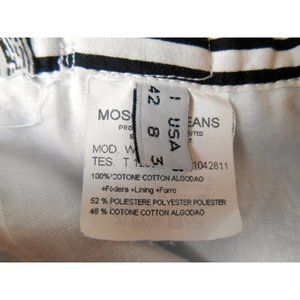 MOS EANS
I USA
42 8 3
MOD. W
TES. T 1042811
100%COTONE COTTON ALGODAO
+Fodera +Lining +Forro
52 % POLIESTERE POLYESTER POLIESTER
48 % COTONE COTTON ALGODAO